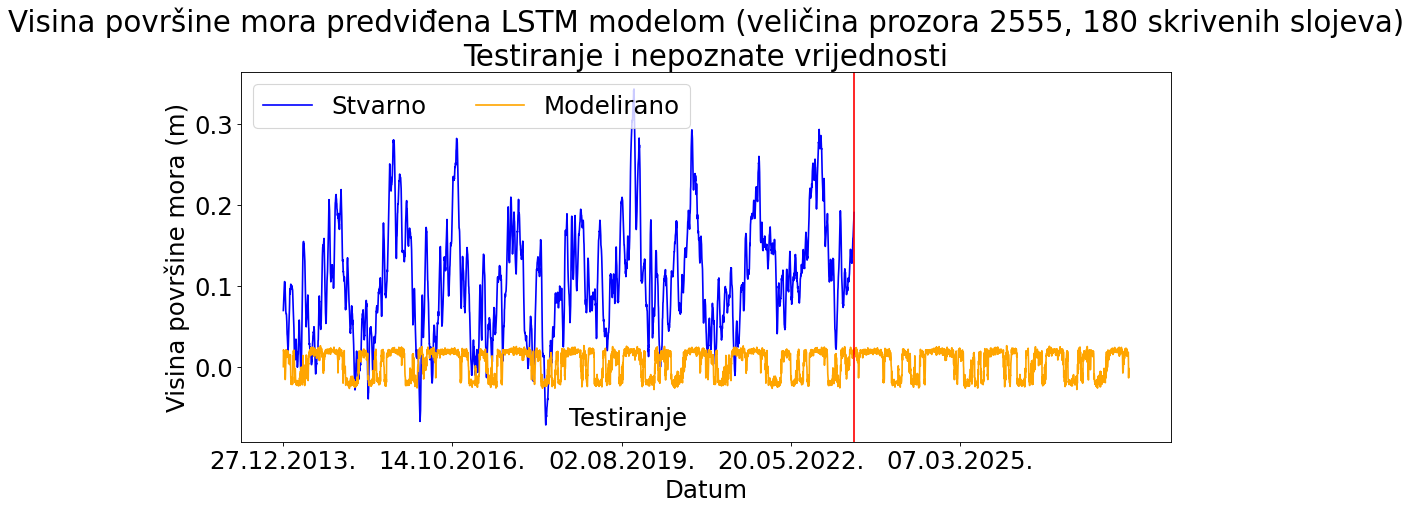 Visina površine mora predviđena LSTM modelom (veličina prozora 2555, 180 skrivenih slojeva)
Testiranje i nepoznate vrijednosti
Stvarno Modelirano
Visina površine mora (m)
0.3
0.2
0.1
0.0
Testiranje
27.12.2013. 14.10.2016. 02.08.2019. 20.05.2022. 07.03.2025.
Datum